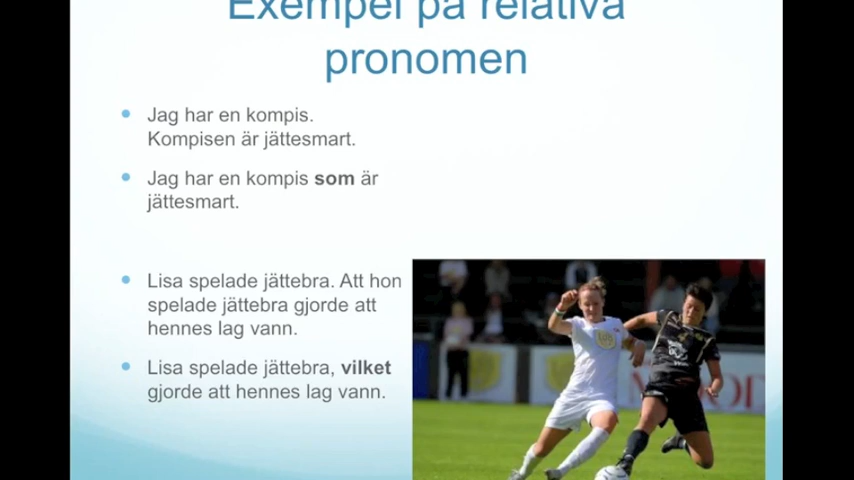 Exempel på relativa
pronomen
Jag har en kompis.
Kompisen är jättesmart.
Jag har en kompis som är
jättesmart.
Lisa spelade jättebra. Att hon
spelade jättebra gjorde att
hennes lag vann.
Lisa spelade jättebra, vilket
gjorde att hennes lag vann.